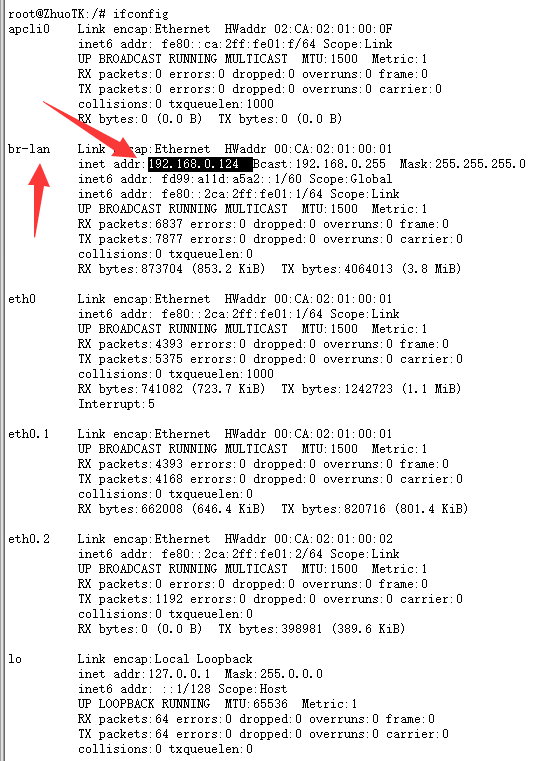 root@ZhuoTK:/# ifconfig
apcli0    Link encap:Ethernet  HWaddr 02:CA:02:01:00:0F
inet6 addr: fe80::ca:2ff:fe01:f/64 Scope:Link
UP BROADCAST RUNNING MULTICAST  MTU:1500  Metric:1
RX packets:0 errors:0 dropped:0 overruns:0 frame:0
TX packets:0 errors:0 dropped:0 overruns:0 carrier:0
collisions:0 txqueuelen:1000
RX bytes:0 (0.0 B)  TX bytes:0 (0.0 B)
br-lan    Link encap:Ethernet  HWaddr 00:CA:02:01:00:01
inet addr:192.168.0.124  Bcast:192.168.0.255  Mask:255.255.255.0
inet6 addr: fd99:a11d:a5a2::1/60 Scope:Global
inet6 addr: fe80::2ca:2ff:fe01:1/64 Scope:Link
UP BROADCAST RUNNING MULTICAST  MTU:1500  Metric:1
RX packets:6837 errors:0 dropped:0 overruns:0 frame:0
TX packets:7877 errors:0 dropped:0 overruns:0 carrier:0
collisions:0 txqueuelen:0
RX bytes:873704 (853.2 KiB)  TX bytes:4064013 (3.8 MiB)
eth0      Link encap:Ethernet  HWaddr 00:CA:02:01:00:01
inet6 addr: fe80::2ca:2ff:fe01:1/64 Scope:Link
UP BROADCAST RUNNING MULTICAST  MTU:1500  Metric:1
RX packets:4393 errors:0 dropped:0 overruns:0 frame:0
TX packets:5375 errors:0 dropped:0 overruns:0 carrier:0
collisions:0 txqueuelen:1000
RX bytes:741082 (723.7 KiB)  TX bytes:1242723 (1.1 MiB)
Interrupt:5
eth0.1    Link encap:Ethernet  HWaddr 00:CA:02:01:00:01
UP BROADCAST RUNNING MULTICAST  MTU:1500  Metric:1
RX packets:4393 errors:0 dropped:0 overruns:0 frame:0
TX packets:4168 errors:0 dropped:0 overruns:0 carrier:0
collisions:0 txqueuelen:0
RX bytes:662008 (646.4 KiB)  TX bytes:820716 (801.4 KiB)
eth0.2    Link encap:Ethernet  HWaddr 00:CA:02:01:00:02
inet6 addr: fe80::2ca:2ff:fe01:2/64 Scope:Link
UP BROADCAST RUNNING MULTICAST  MTU:1500  Metric:1
RX packets:0 errors:0 dropped:0 overruns:0 frame:0
TX packets:1192 errors:0 dropped:0 overruns:0 carrier:0
collisions:0 txqueuelen:0
RX bytes:0 (0.0 B)  TX bytes:398981 (389.6 KiB)
lo        Link encap:Local Loopback
inet addr:127.0.0.1  Mask:255.0.0.0
inet6 addr: ::1/128 Scope:Host
UP LOOPBACK RUNNING  MTU:65536  Metric:1
RX packets:64 errors:0 dropped:0 overruns:0 frame:0
TX packets:64 errors:0 dropped:0 overruns:0 carrier:0
collisions:0 txqueuelen:0